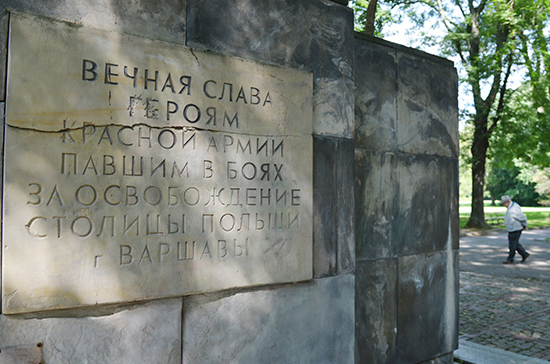 ВЕЧНАЯ СЛАВА
ГЕРОЯМ
КРАСНОЙ АРМИИ
ПАВШИМ В БОЯХ
ЗА ОСВОБОЖДЕНИЕ
СТОЛИЦЫ ПОЛЬШИ
г ВАРШАВЫ